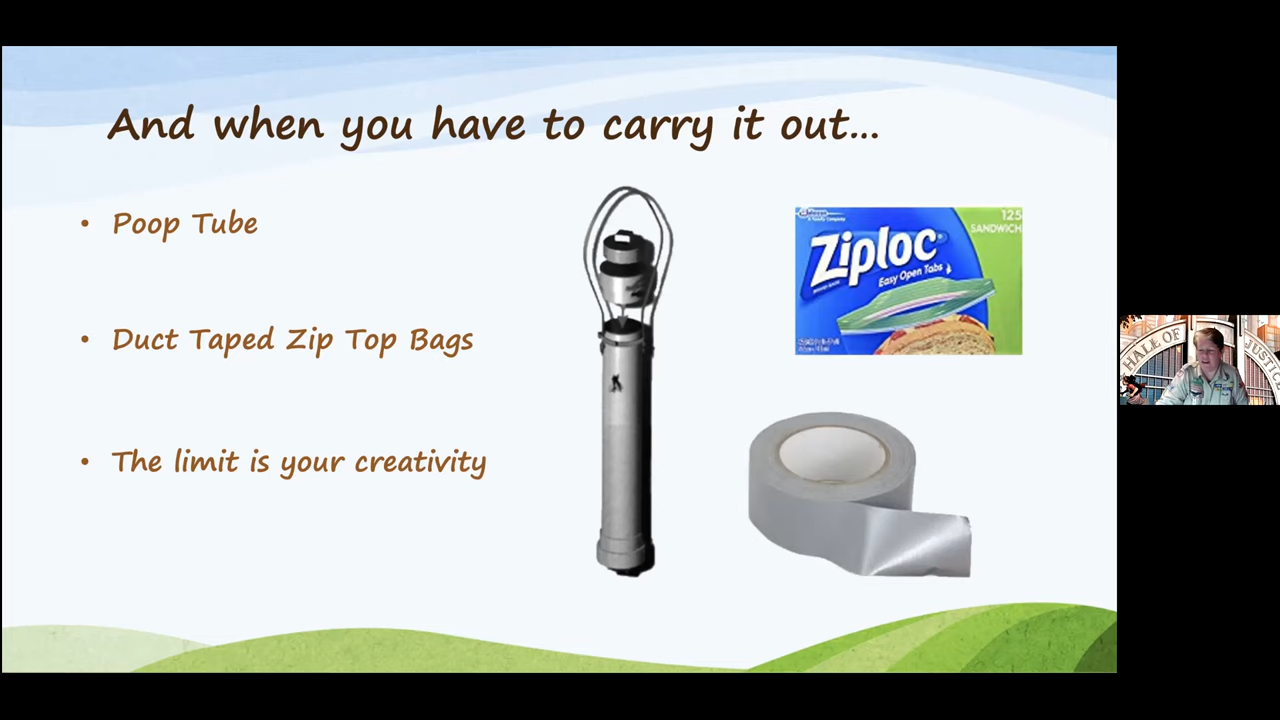 And when you have to carry it out...
• Poop Tube
• Duct Taped Zip Top Bags
• The limit is your creativity
125
SANDWICH
Ziploc®
Easy Open Tabs
HALL OF JUSTICE